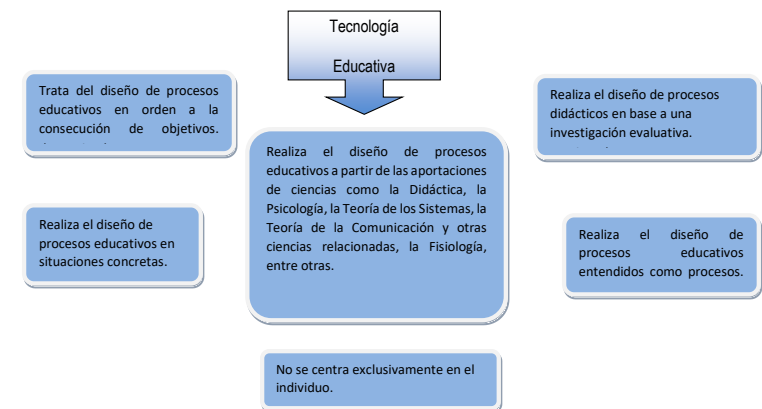 Tecnología
Educativa
Trata del diseño de procesos
educativos en orden a la
consecución de objetivos.
Realiza el diseño de procesos
didácticos en base a una
investigación evaluativa.
Realiza el diseño de procesos
educativos a partir de las aportaciones
de ciencias como la Didáctica, la
Psicología, la Teoría de los Sistemas, la
Teoría de la Comunicación y otras
ciencias relacionadas, la Fisiología,
entre otras.
Realiza el diseño de
procesos educativos en
situaciones concretas.
Realiza el diseño de
procesos educativos
entendidos como procesos.
No se centra exclusivamente en el
individuo.